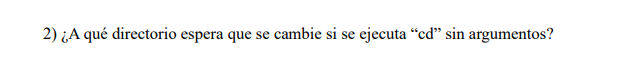 2) ¿A qué directorio espera que se cambie si se ejecuta “cd” sin argumentos?